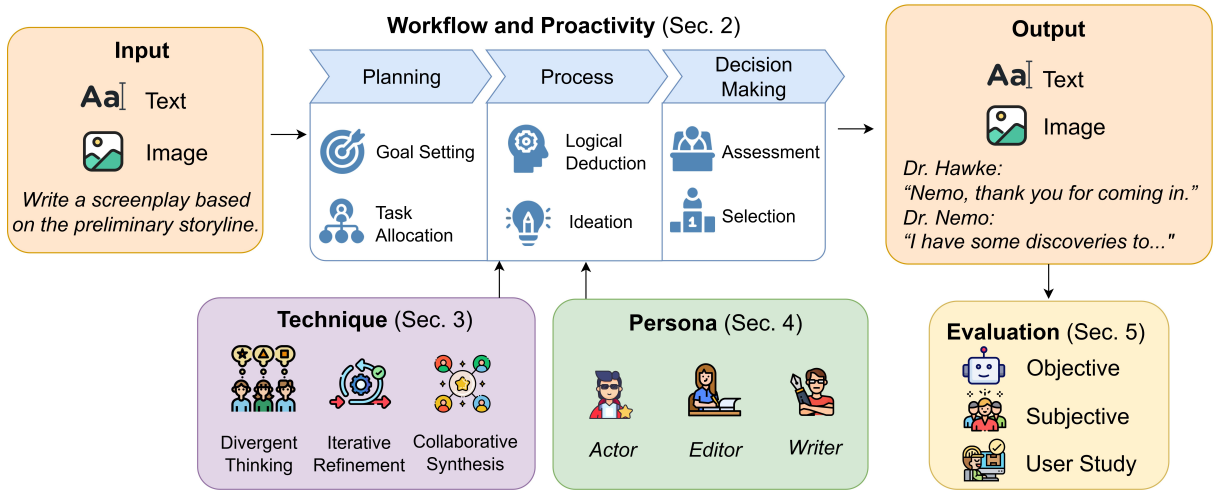 Input
Aa Text
Image
Write a screenplay based
on the preliminary storyline.
Workflow and Proactivity (Sec. 2)
Planning
Goal Setting
Task
Allocation
Process
Logical
Deduction
Ideation
Decision
Making
Assessment
1 Selection
Output
Aa Text
Image
Dr. Hawke:
“Nemo, thank you for coming in.”
Dr. Nemo:
“I have some discoveries to..."
Technique (Sec. 3)
Divergent
Thinking
Iterative
Refinement
Collaborative
Synthesis
Persona (Sec. 4)
Actor
Editor
Writer
Evaluation (Sec. 5)
Objective
Subjective
User Study